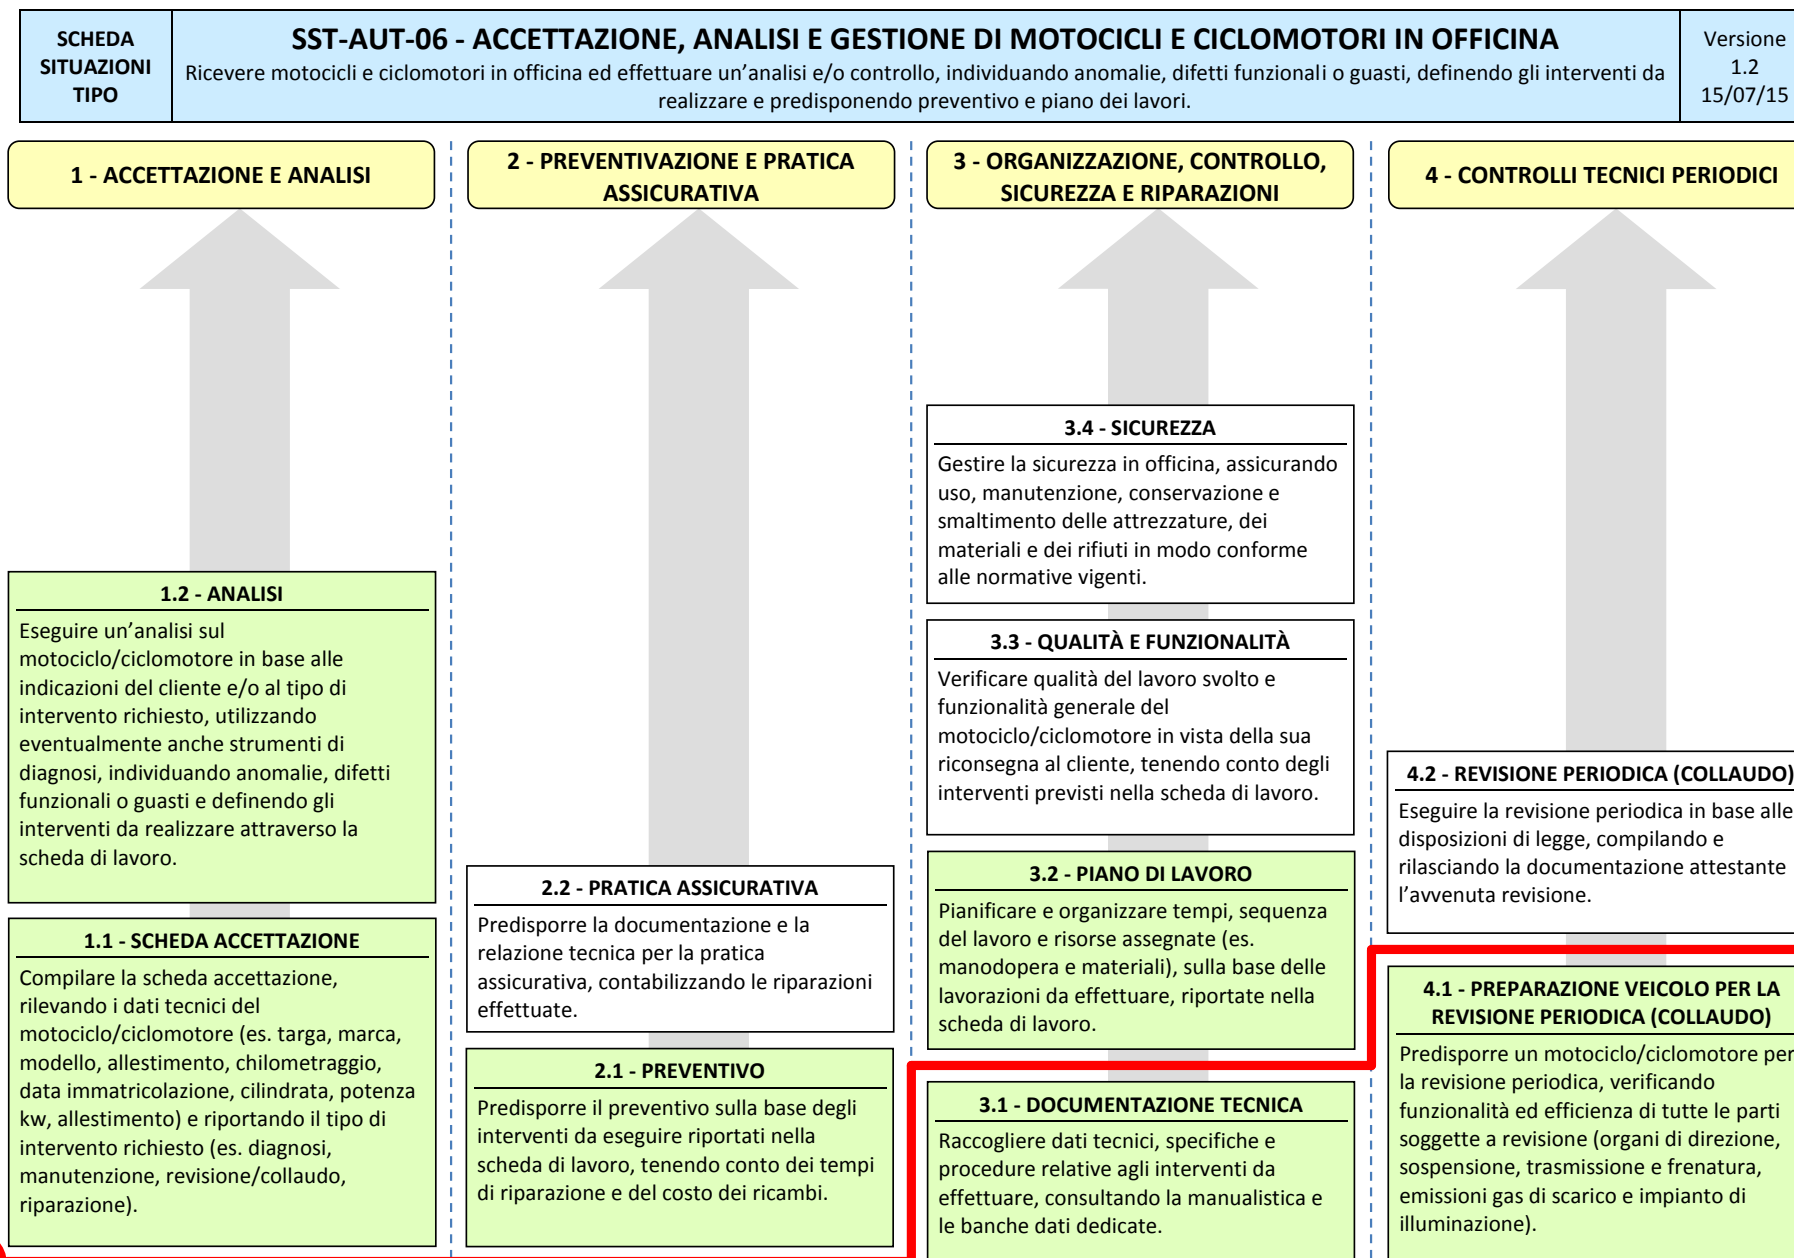 SCHEDA
SITUAZIONI
TIPO
SST-AUT-06 - ACCETTAZIONE, ANALISI E GESTIONE DI MOTOCICLI E CICLOMOTORI IN OFFICINA
Ricevere motocicli e ciclomotori in officina ed effettuare un'analisi e/o controllo, individuando anomalie, difetti funzionali o guasti, definendo gli interventi da
realizzare e predisponendo preventivo e piano dei lavori.
Versione
1.2
15/07/15
1 - ACCETTAZIONE E ANALISI
1.2 - ANALISI
Eseguire un'analisi sul
motociclo/ciclomotore in base alle
indicazioni del cliente e/o al tipo di
intervento richiesto, utilizzando
eventualmente anche strumenti di
diagnosi, individuando anomalie, difetti
funzionali o guasti e definendo gli
interventi da realizzare attraverso la
scheda di lavoro.
1.1 - SCHEDA ACCETTAZIONE
Compilare la scheda accettazione,
rilevando i dati tecnici del
motociclo/ciclomotore (es. targa, marca,
modello, allestimento, chilometraggio,
data immatricolazione, cilindrata, potenza
kw, allestimento) e riportando il tipo di
intervento richiesto (es. diagnosi,
manutenzione, revisione/collaudo,
riparazione).
2 - PREVENTIVAZIONE E PRATICA
ASSICURATIVA
2.2 - PRATICA ASSICURATIVA
Predisporre la documentazione e la
relazione tecnica per la pratica
assicurativa, contabilizzando le riparazioni
effettuate.
2.1 - PREVENTIVO
Predisporre il preventivo sulla base degli
interventi da eseguire riportati nella
scheda di lavoro, tenendo conto dei tempi
di riparazione e del costo dei ricambi.
3 - ORGANIZZAZIONE, CONTROLLO,
SICUREZZA E RIPARAZIONI
3.4 - SICUREZZA
Gestire la sicurezza in officina, assicurando
uso, manutenzione, conservazione e
smaltimento delle attrezzature, dei
materiali e dei rifiuti in modo conforme
alle normative vigenti.
3.3 - QUALITÀ E FUNZIONALITÀ
Verificare qualità del lavoro svolto e
funzionalità generale del
motociclo/ciclomotore in vista della sua
riconsegna al cliente, tenendo conto degli
interventi previsti nella scheda di lavoro.
3.2 - PIANO DI LAVORO
Pianificare e organizzare tempi, sequenza
del lavoro e risorse assegnate (es.
manodopera e materiali), sulla base delle
lavorazioni da effettuare, riportate nella
scheda di lavoro.
3.1 - DOCUMENTAZIONE TECNICA
Raccogliere dati tecnici, specifiche e
procedure relative agli interventi da
effettuare, consultando la manualistica e
le banche dati dedicate.
4 - CONTROLLI TECNICI PERIODICI
4.2 - REVISIONE PERIODICA (COLLAUDO)
Eseguire la revisione periodica in base alle
disposizioni di legge, compilando e
rilasciando la documentazione attestante
l'avvenuta revisione.
4.1 - PREPARAZIONE VEICOLO PER LA
REVISIONE PERIODICA (COLLAUDO)
Predisporre un motociclo/ciclomotore per
la revisione periodica, verificando
funzionalità ed efficienza di tutte le parti
soggette a revisione (organi di direzione,
sospensione, trasmissione e frenatura,
emissioni gas di scarico e impianto di
illuminazione).